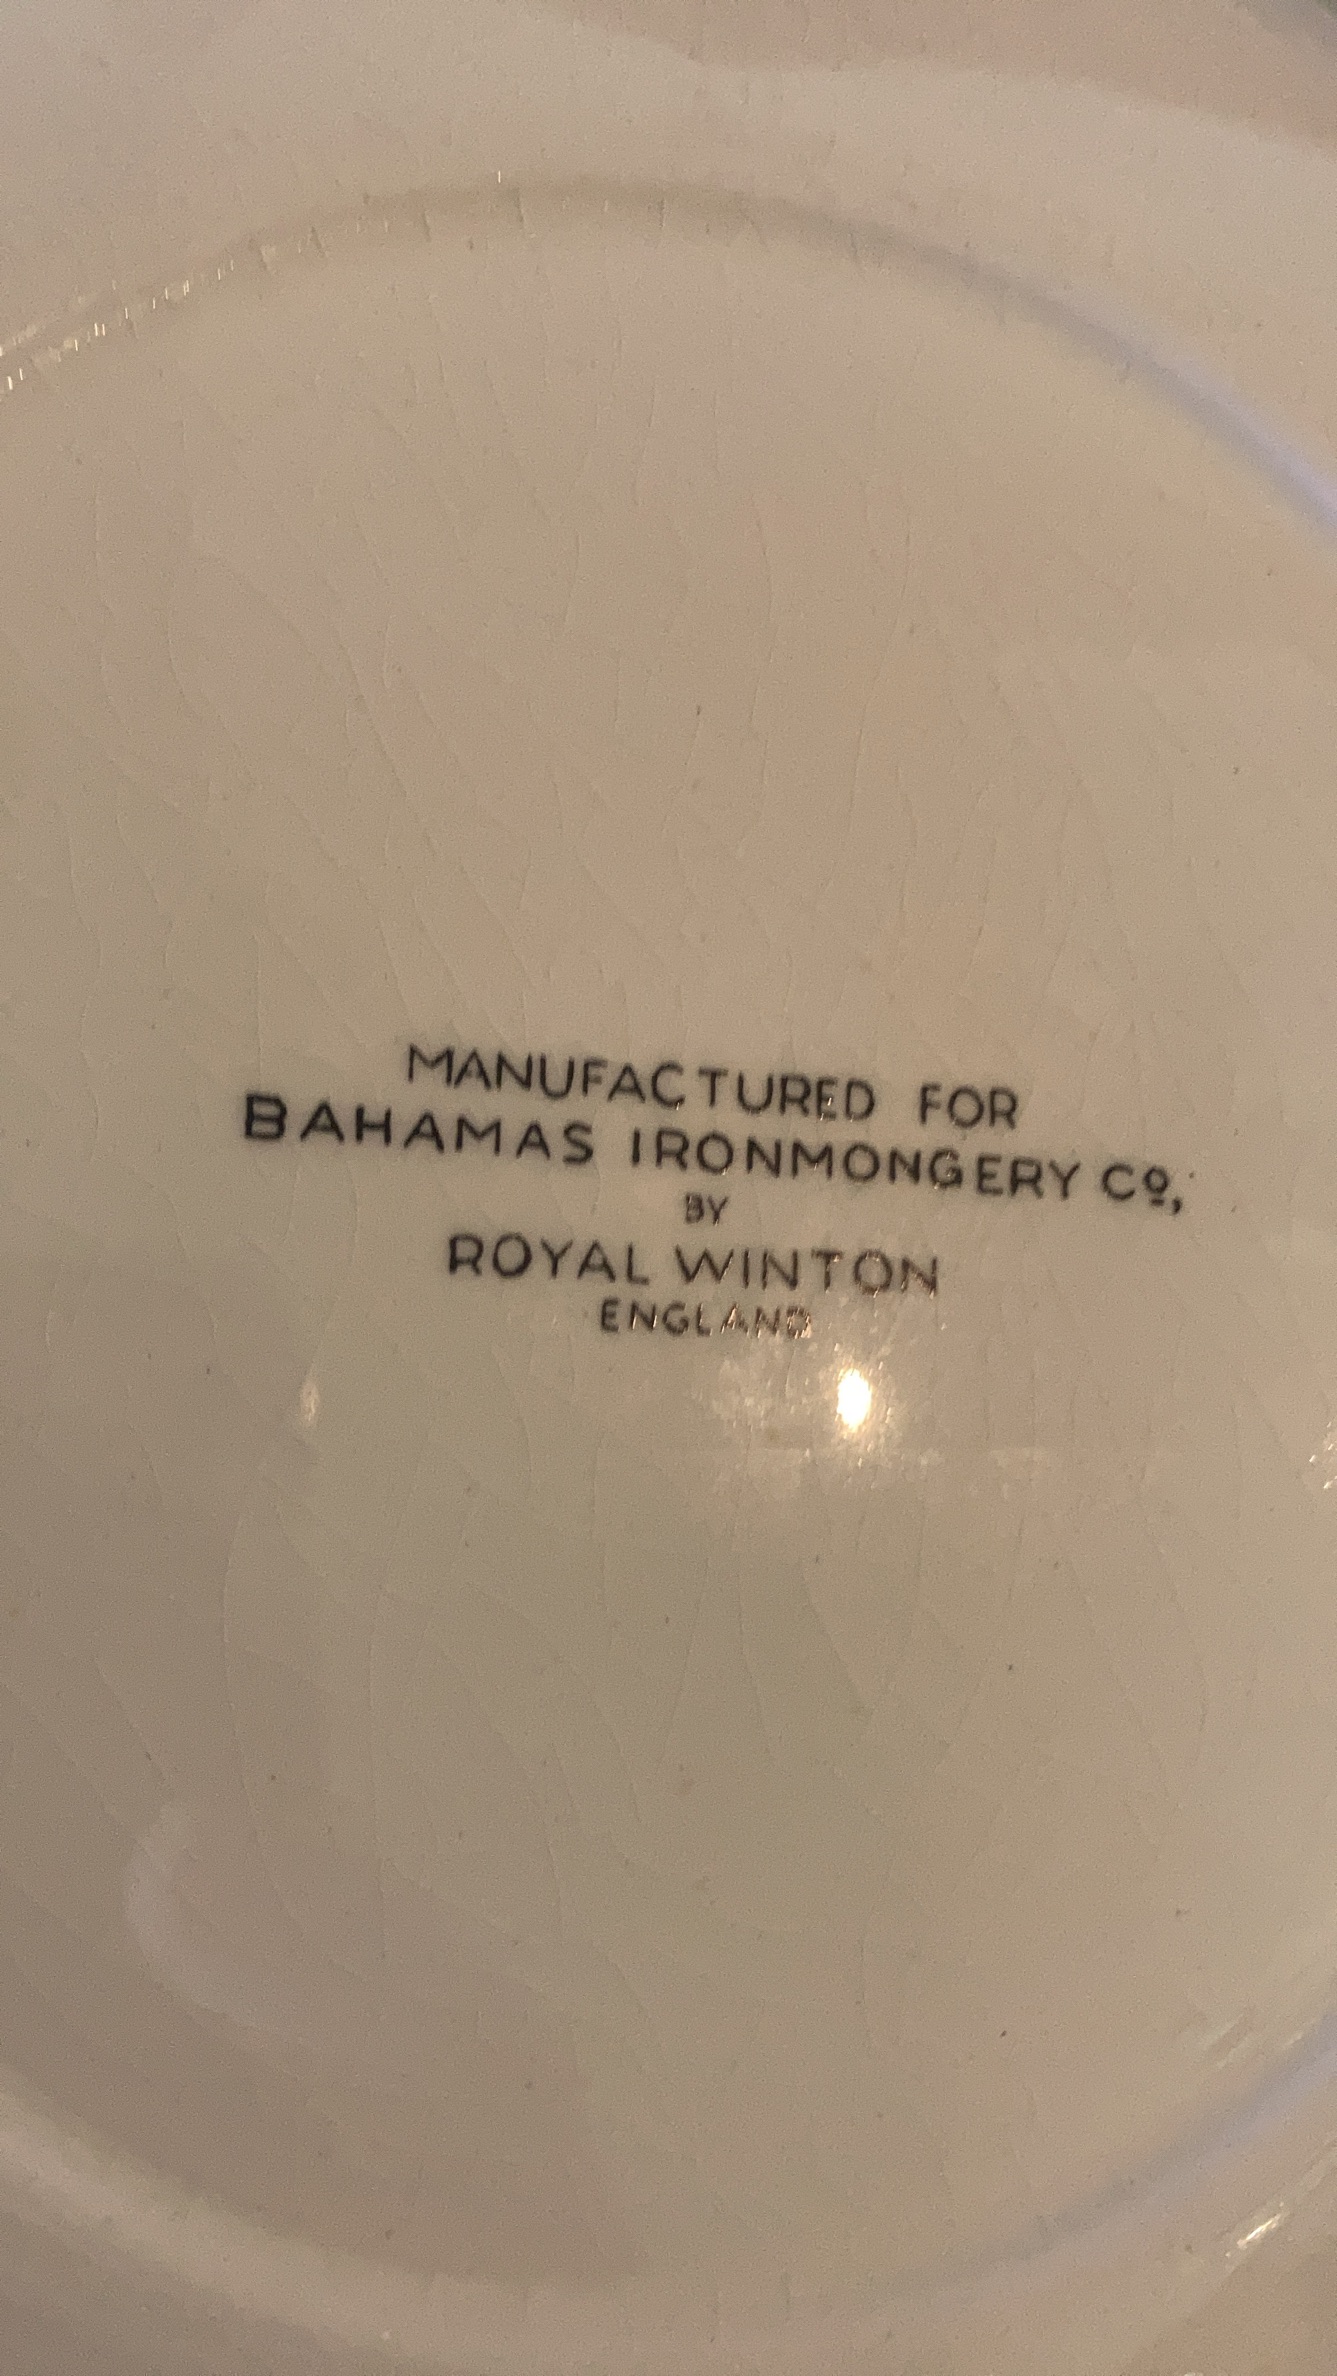 MANUFACTURED FOR
BAHAMAS IRONMONGERY Cº,
BY
ROYAL WINTON
ENGLAND